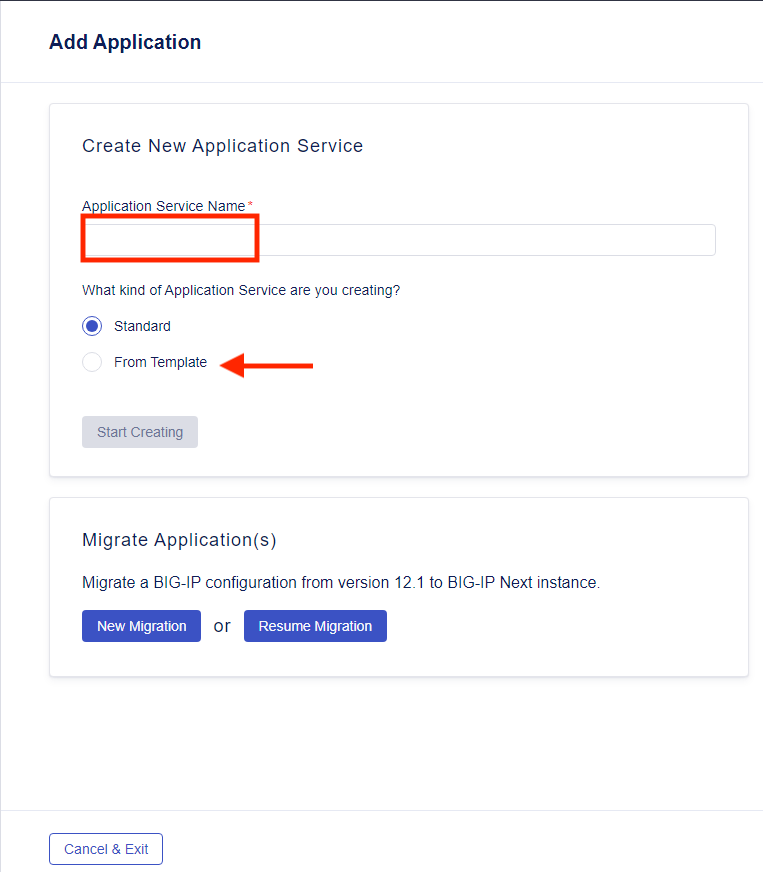 Add Application
Create New Application Service
Application Service Name*
What kind of Application Service are you creating?
Standard
From Template
Start Creating
Migrate Application(s)
Migrate a BIG-IP configuration from version 12.1 to BIG-IP Next instance.
New Migration or Resume Migration
Cancel & Exit